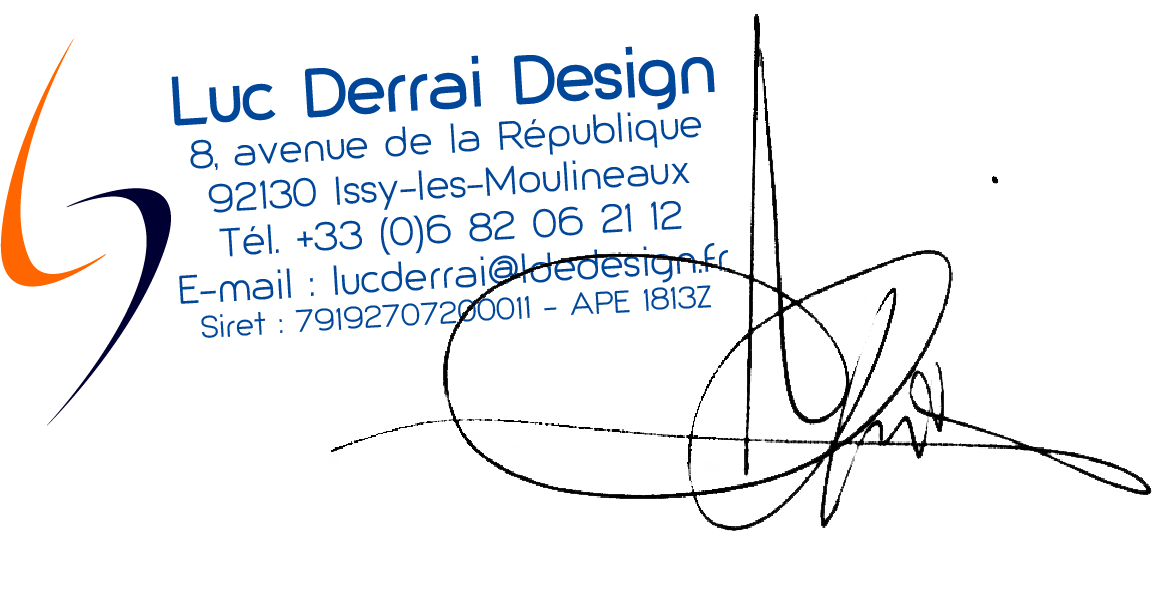 Luc Derrai Design
8, avenue de la République
92130 Issy-les-Moulineaux
Tél. +33 (0)6 82 06 21 12
E-mail : lucderrai@ldedesign.fr
Siret : 79192707200011 - APE 1813Z